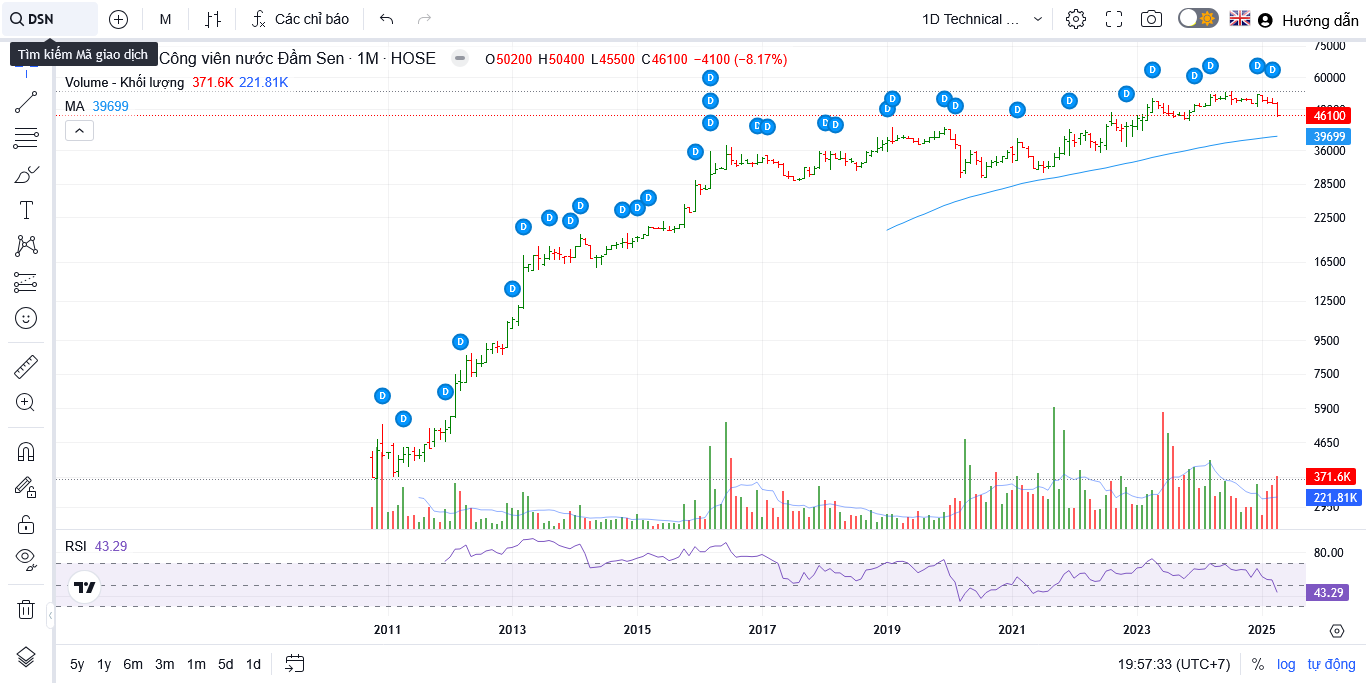 DSN
M
Các chỉ báo
1D Technical ...
Hướng dẫn
Tìm kiếm Mã giao dịch
Công viên nước Đầm Sen · 1M · HOSE
O50200 H50400 L45500 C46100 −4100 (−8.17%)
Volume - Khối lượng 371.6K 221.81K
MA 39699
D D D D D D D D D D D D D D D D D D D D D D D D D D D D D D D D D D D
75000
60000
46100
39699
36000
28500
22500
16500
12500
9500
7500
5900
4650
371.6K
221.81K
2950
RSI 43.29
80.00
43.29
2011 2013 2015 2017 2019 2021 2023 2025
5y 1y 6m 3m 1m 5d 1d
19:57:33 (UTC+7)
% log tự động